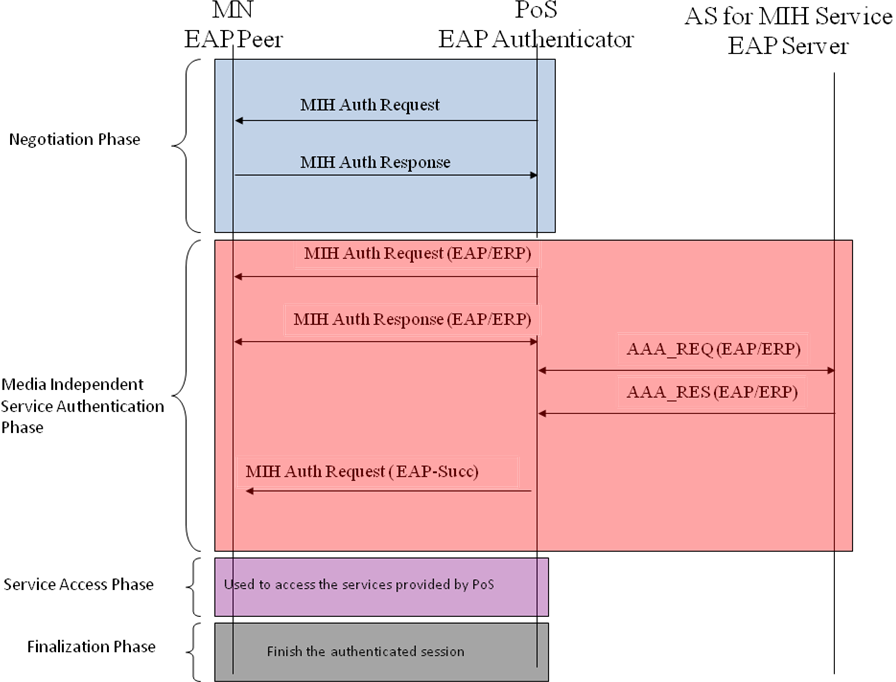 MN
EAP Peer
PoS
EAP Authenticator
AS for MIH Service
EAP Server
Negotiation Phase
MIH Auth Request
MIH Auth Response
Media Independent
Service Authentication
Phase
MIH Auth Request (EAP/ERP)
MIH Auth Response (EAP/ERP)
AAA_REQ (EAP/ERP)
AAA_RES (EAP/ERP)
MIH Auth Request ( EAP-Succ)
Service Access Phase
Used to access the services provided by PoS
Finalization Phase
Finish the authenticated session